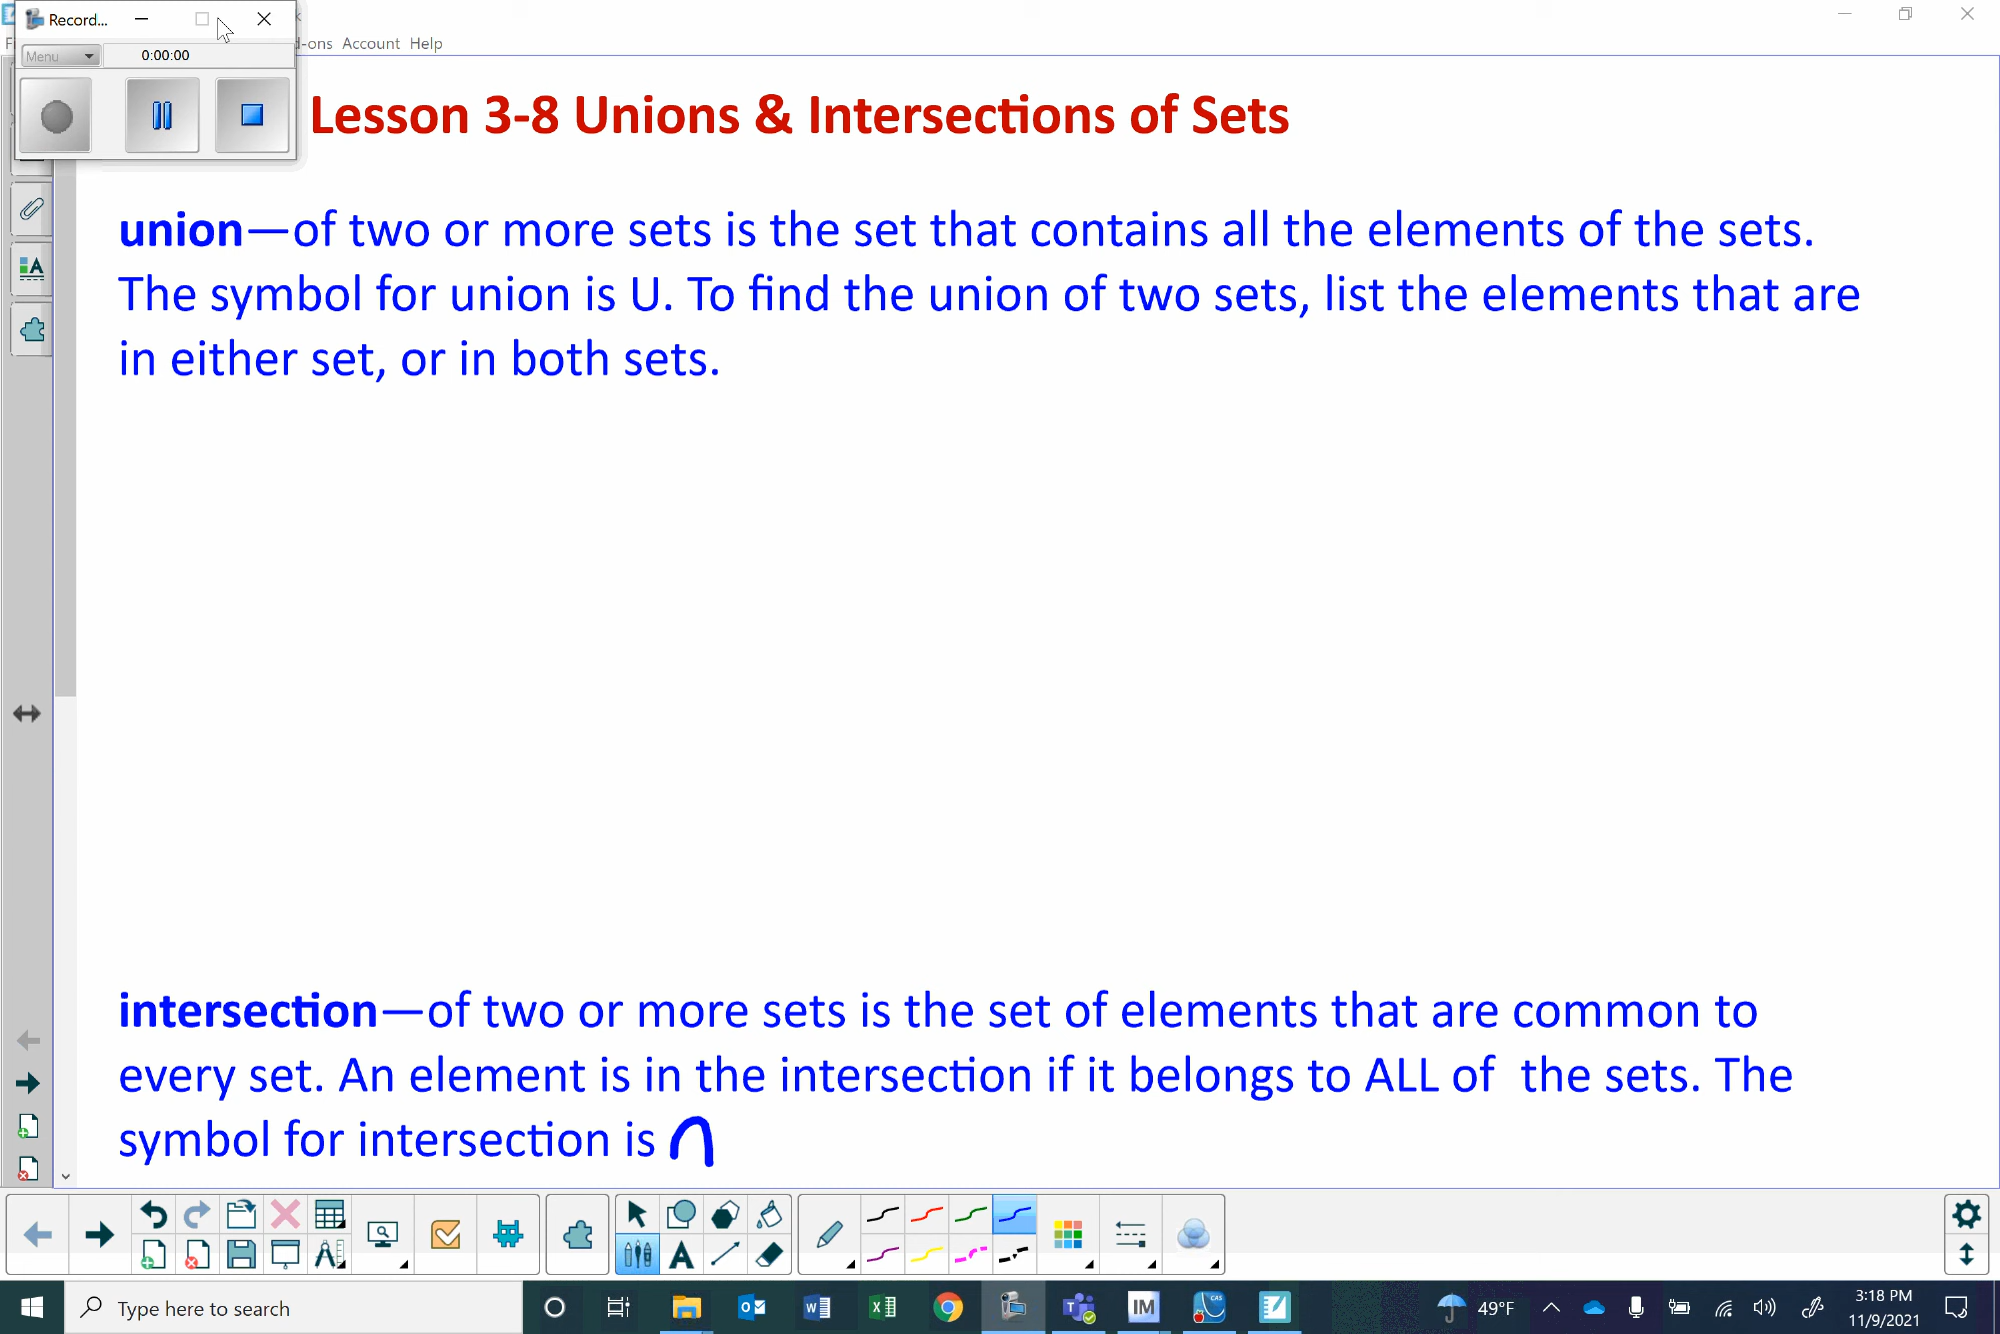 Record...
Menu
0:00:00
d-ons Account Help
Lesson 3-8 Unions & Intersections of Sets
union—of two or more sets is the set that contains all the elements of the sets.
The symbol for union is U. To find the union of two sets, list the elements that are
in either set, or in both sets.
intersection—of two or more sets is the set of elements that are common to
every set. An element is in the intersection if it belongs to ALL of the sets. The
symbol for intersection is ∩
Type here to search
IM
49°F
3:18 PM
11/9/2021